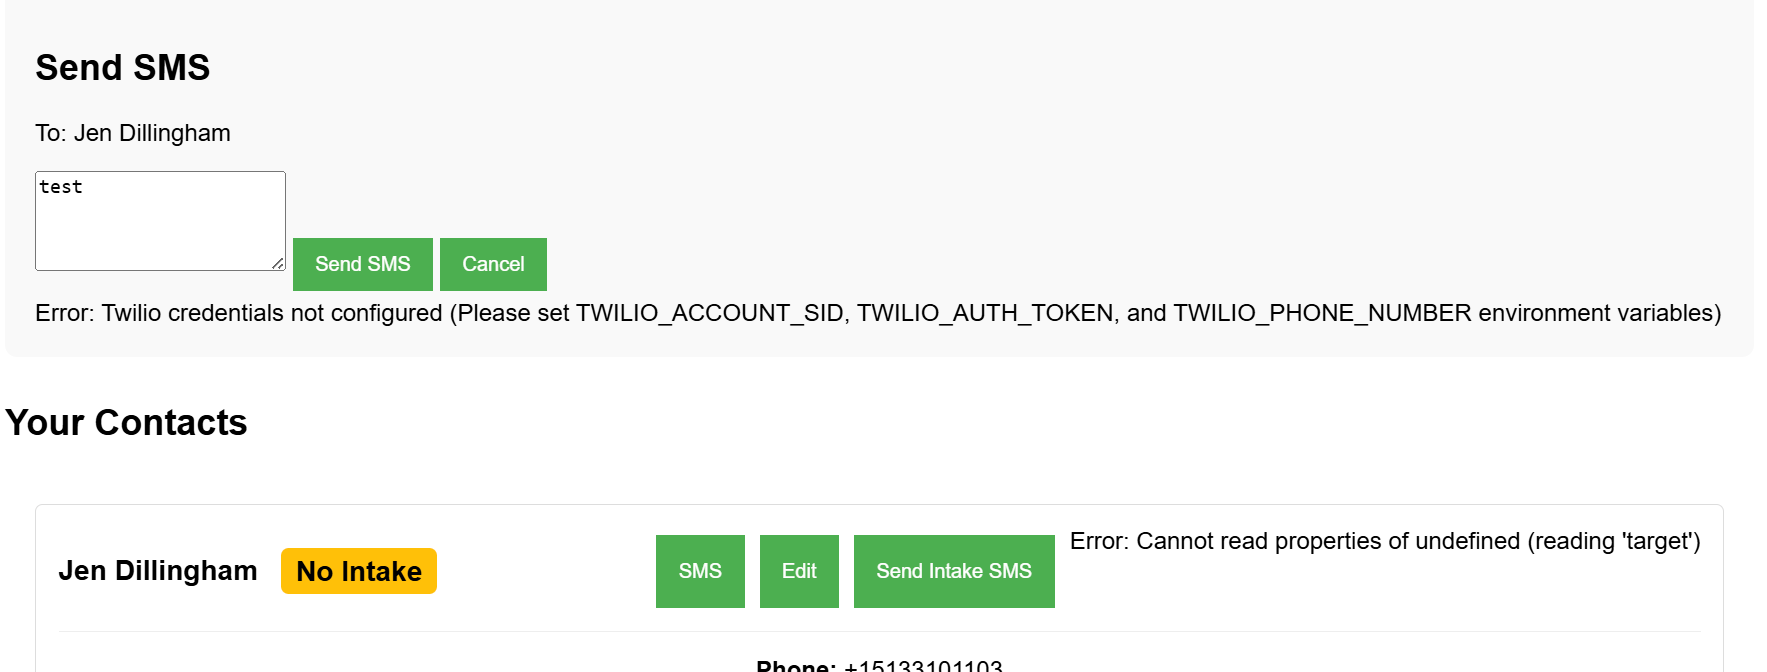 Send SMS
To: Jen Dillingham
test
Send SMS Cancel
Error: Twilio credentials not configured (Please set TWILIO_ACCOUNT_SID, TWILIO_AUTH_TOKEN, and TWILIO_PHONE_NUMBER environment variables)
Your Contacts
Jen Dillingham No Intake SMS Edit Send Intake SMS Error: Cannot read properties of undefined (reading 'target')
Phone: +15133101103